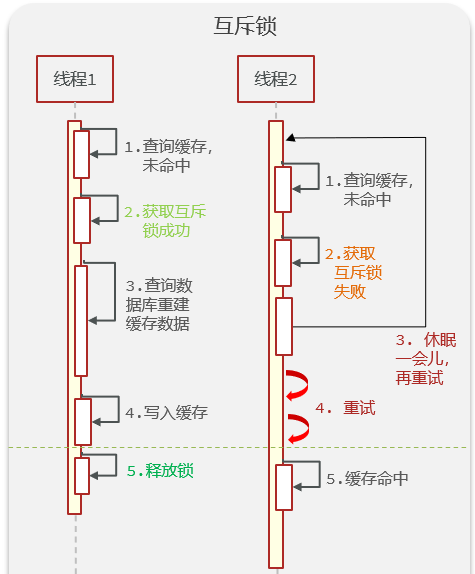 互斥锁
线程1
线程2
1.查询缓存，
未命中
2.获取互斥
锁成功
3.查询数
据库重建
缓存数据
4.写入缓存
5.释放锁
1.查询缓存，
未命中
2.获取
互斥锁
失败
3. 休眠
一会儿，
再重试
4. 重试
5.缓存命中